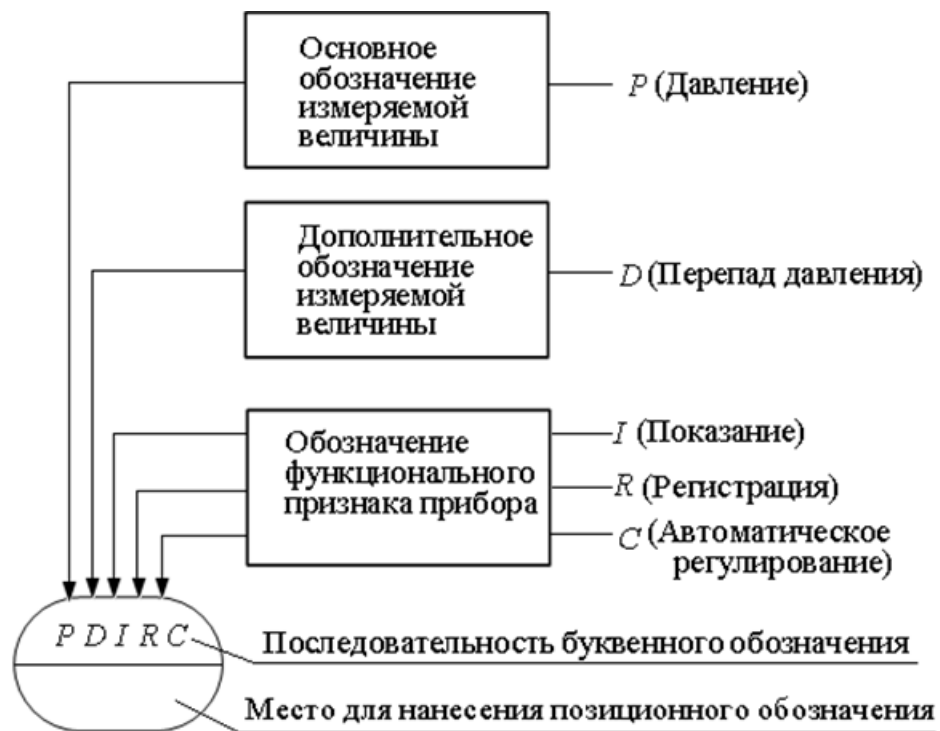 Основное
обозначение
измеряемой
величины
P (Давление)
Дополнительное
обозначение
измеряемой
величины
D (Перепад давления)
Обозначение
функционального
признака прибора
I (Показание)
R (Регистрация)
C (Автоматическое
регулирование)
P D I R C
Последовательность буквенного обозначения
Место для нанесения позиционного обозначения